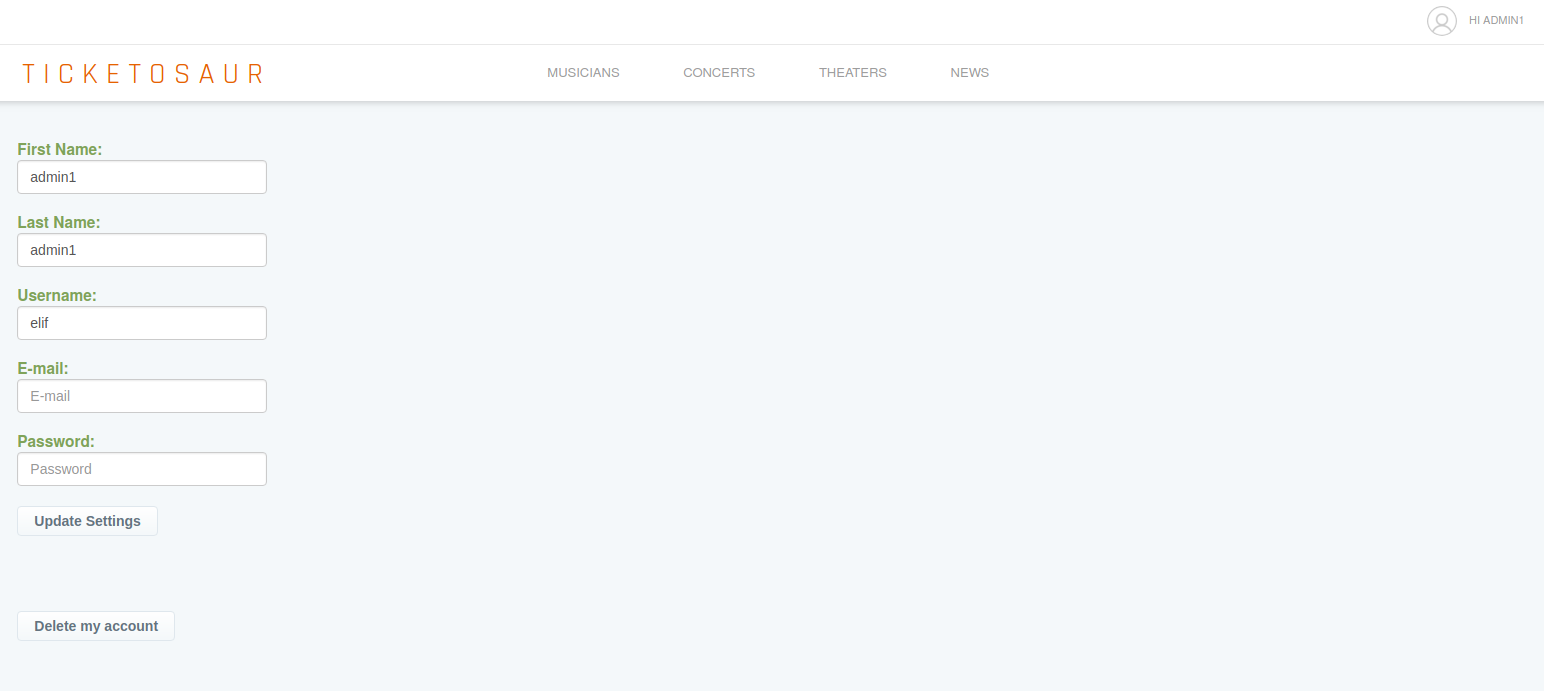 HI ADMIN1
TICKETOSAUR
MUSICIANS CONCERTS THEATERS NEWS
First Name:
admin1
Last Name:
admin1
Username:
elif
E-mail:
E-mail
Password:
Password
Update Settings
Delete my account